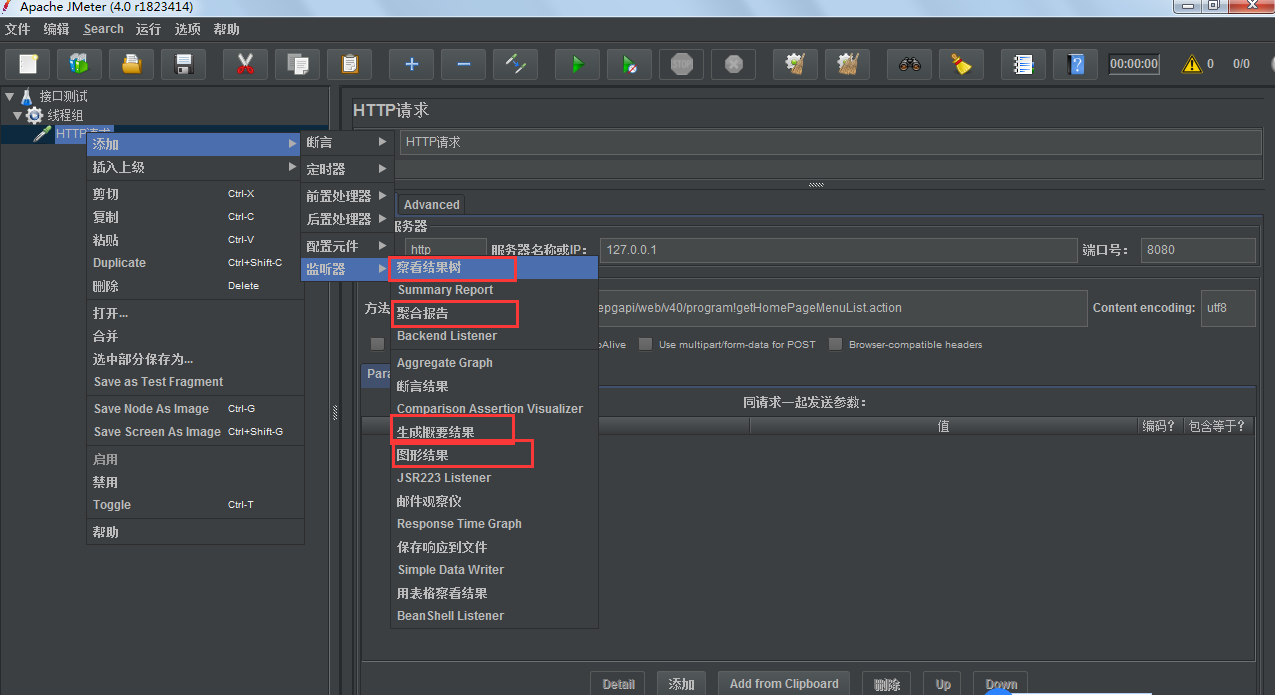 Apache JMeter (4.0 r1823414)
文件 编辑 Search 运行 选项 帮助
STOP 00:00:00 0 0/0
接口测试
线程组
HTTP请求
添加
插入上级
剪切 Ctrl-X
复制 Ctrl-C
粘贴 Ctrl-V
Duplicate Ctrl+Shift-C
删除 Delete
打开...
合并
选中部分保存为...
Save as Test Fragment
Save Node As Image Ctrl-G
Save Screen As Image Ctrl+Shift-G
启用
禁用
Toggle Ctrl-T
帮助
断言
定时器
前置处理器
后置处理器
配置元件
监听器
察看结果树
Summary Report
聚合报告
Backend Listener
Aggregate Graph
断言结果
Comparison Assertion Visualizer
生成概要结果
图形结果
JSR223 Listener
邮件观察仪
Response Time Graph
保存响应到文件
Simple Data Writer
用表格察看结果
BeanShell Listener
HTTP请求
HTTP请求
Advanced
服务器
http 服务器名称或IP: 127.0.0.1 端口号: 8080
方法 epgapi/web/v40/program!getHomePageMenuList.action Content encoding: utf8
Alive Use multipart/form-data for POST Browser-compatible headers
Para
同请求一起发送参数:
值 编码? 包含等于?
Detail 添加 Add from Clipboard 删除 Up Down